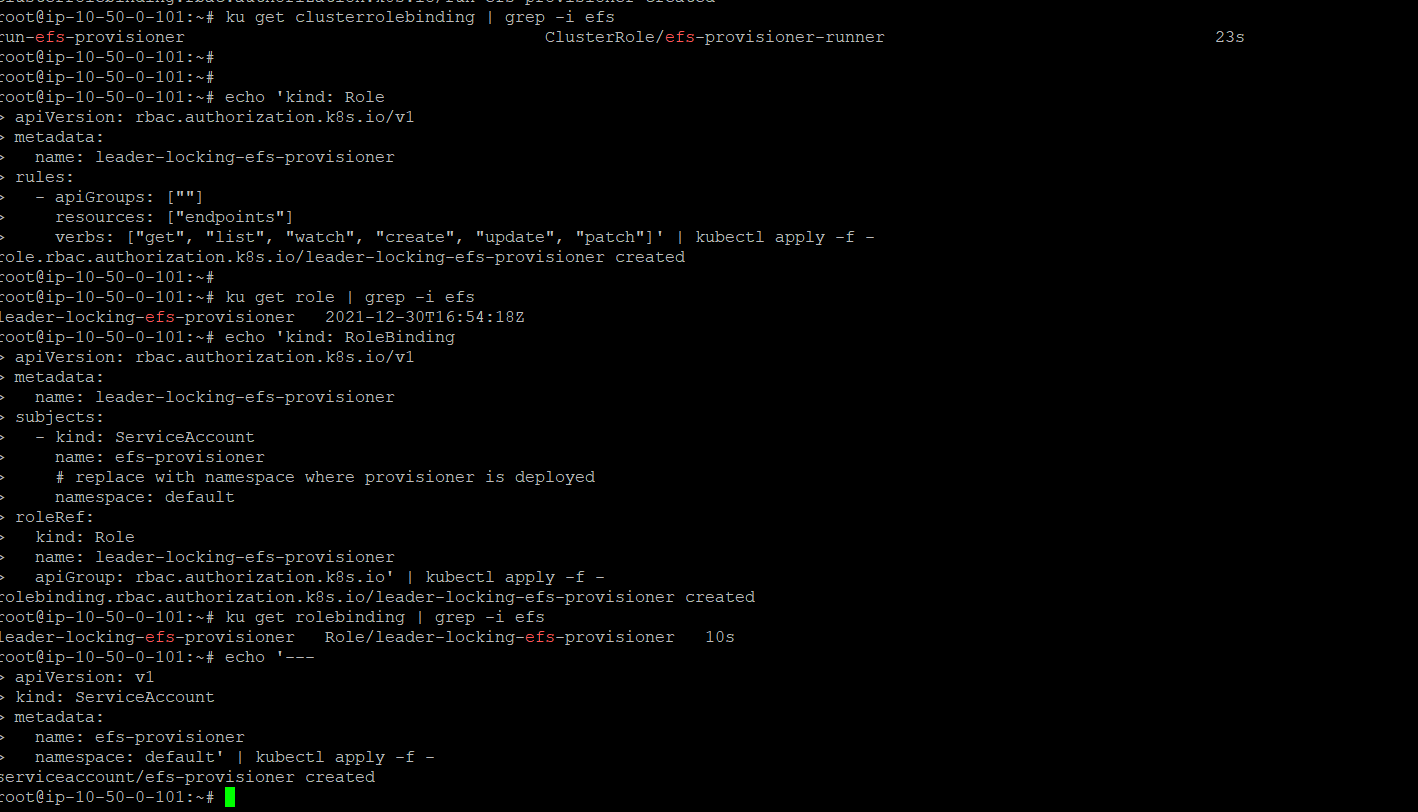 clusterrolebinding.rbac.authorization.k8s.io/run-efs-provisioner created
root@ip-10-50-0-101:~# ku get clusterrolebinding | grep -i efs
run-efs-provisioner                                    ClusterRole/efs-provisioner-runner                                 23s
root@ip-10-50-0-101:~#
root@ip-10-50-0-101:~#
root@ip-10-50-0-101:~# echo 'kind: Role
> apiVersion: rbac.authorization.k8s.io/v1
> metadata:
>   name: leader-locking-efs-provisioner
> rules:
>   - apiGroups: [""]
>     resources: ["endpoints"]
>     verbs: ["get", "list", "watch", "create", "update", "patch"]' | kubectl apply -f -
role.rbac.authorization.k8s.io/leader-locking-efs-provisioner created
root@ip-10-50-0-101:~#
root@ip-10-50-0-101:~# ku get role | grep -i efs
leader-locking-efs-provisioner   2021-12-30T16:54:18Z
root@ip-10-50-0-101:~# echo 'kind: RoleBinding
> apiVersion: rbac.authorization.k8s.io/v1
> metadata:
>   name: leader-locking-efs-provisioner
> subjects:
>   - kind: ServiceAccount
>     name: efs-provisioner
>     # replace with namespace where provisioner is deployed
>     namespace: default
> roleRef:
>   kind: Role
>   name: leader-locking-efs-provisioner
>   apiGroup: rbac.authorization.k8s.io' | kubectl apply -f -
rolebinding.rbac.authorization.k8s.io/leader-locking-efs-provisioner created
root@ip-10-50-0-101:~# ku get rolebinding | grep -i efs
leader-locking-efs-provisioner   Role/leader-locking-efs-provisioner   10s
root@ip-10-50-0-101:~# echo '---
> apiVersion: v1
> kind: ServiceAccount
> metadata:
>   name: efs-provisioner
>   namespace: default' | kubectl apply -f -
serviceaccount/efs-provisioner created
root@ip-10-50-0-101:~#